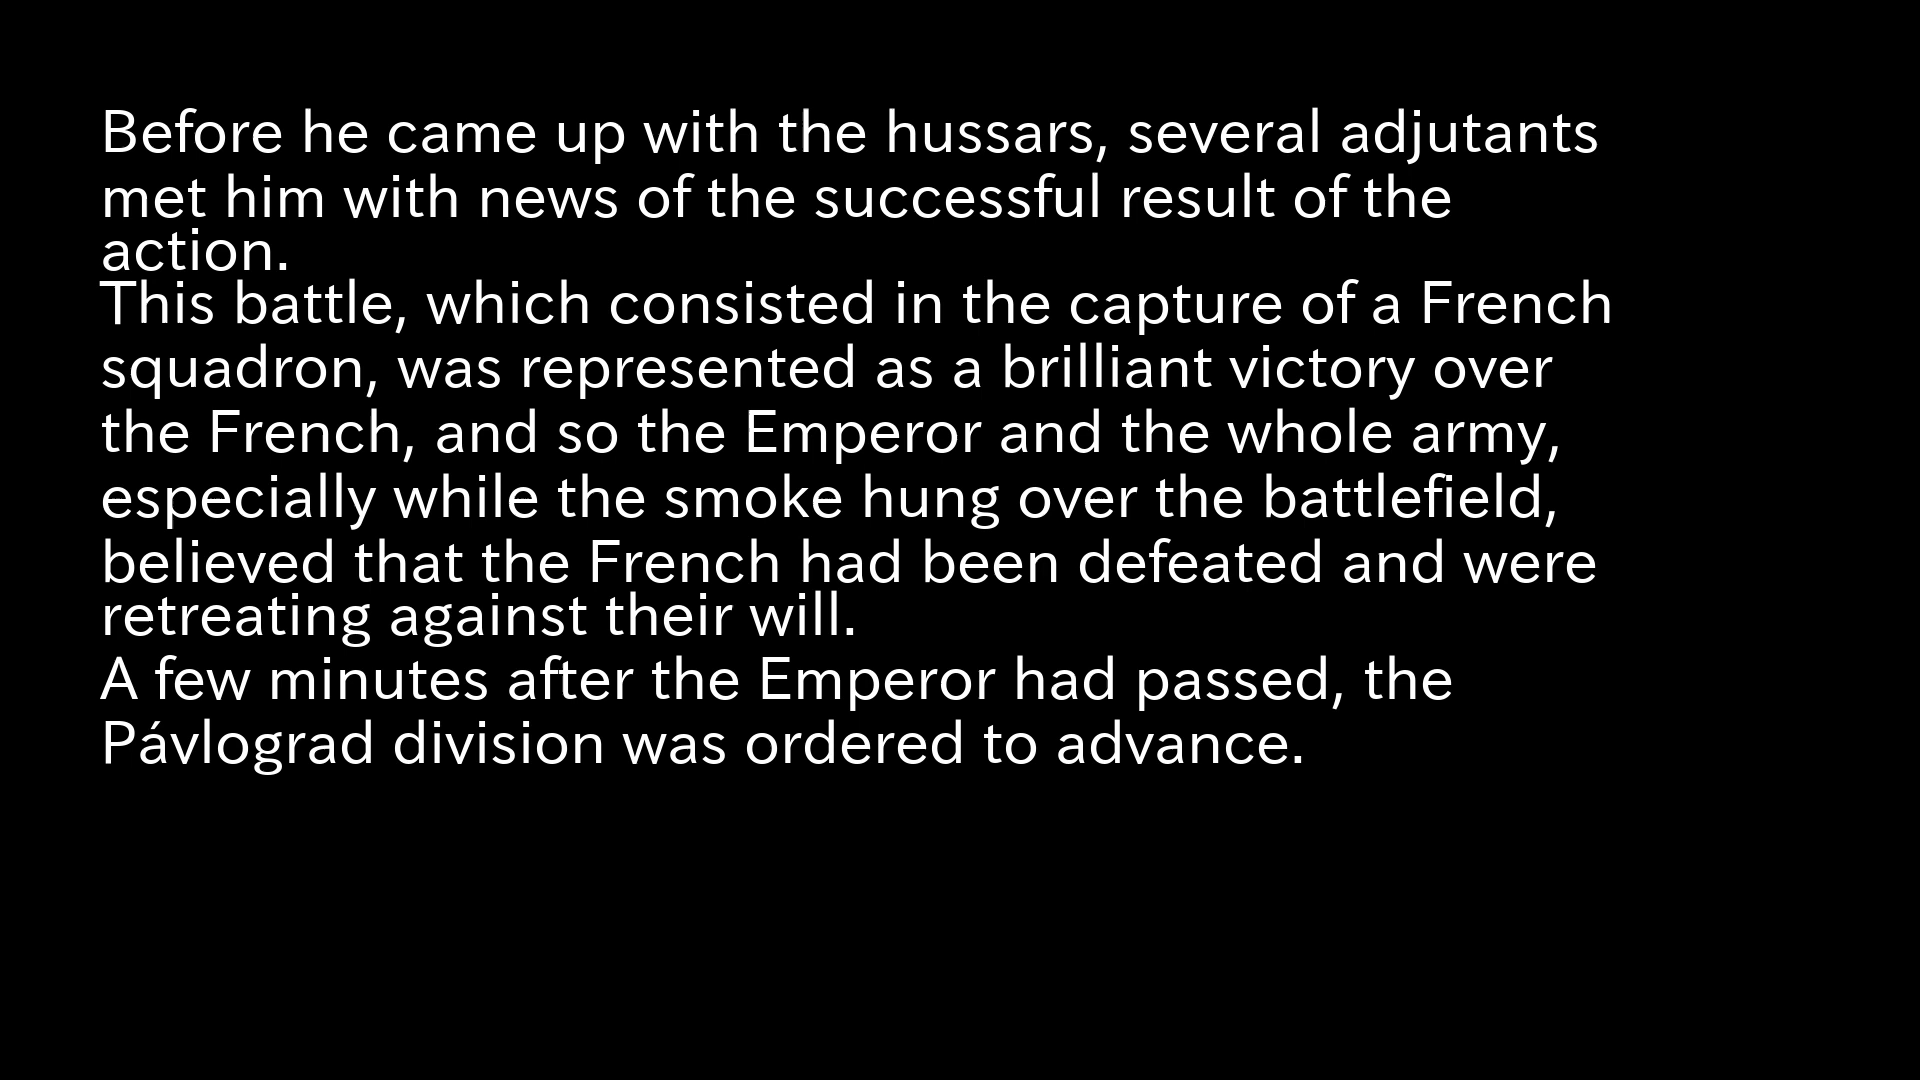 Before he came up with the hussars, several adjutants
met him with news of the successful result of the
action.
This battle, which consisted in the capture of a French
squadron, was represented as a brilliant victory over
the French, and so the Emperor and the whole army,
especially while the smoke hung over the battlefield,
believed that the French had been defeated and were
retreating against their will.
A few minutes after the Emperor had passed, the
Pávlograd division was ordered to advance.